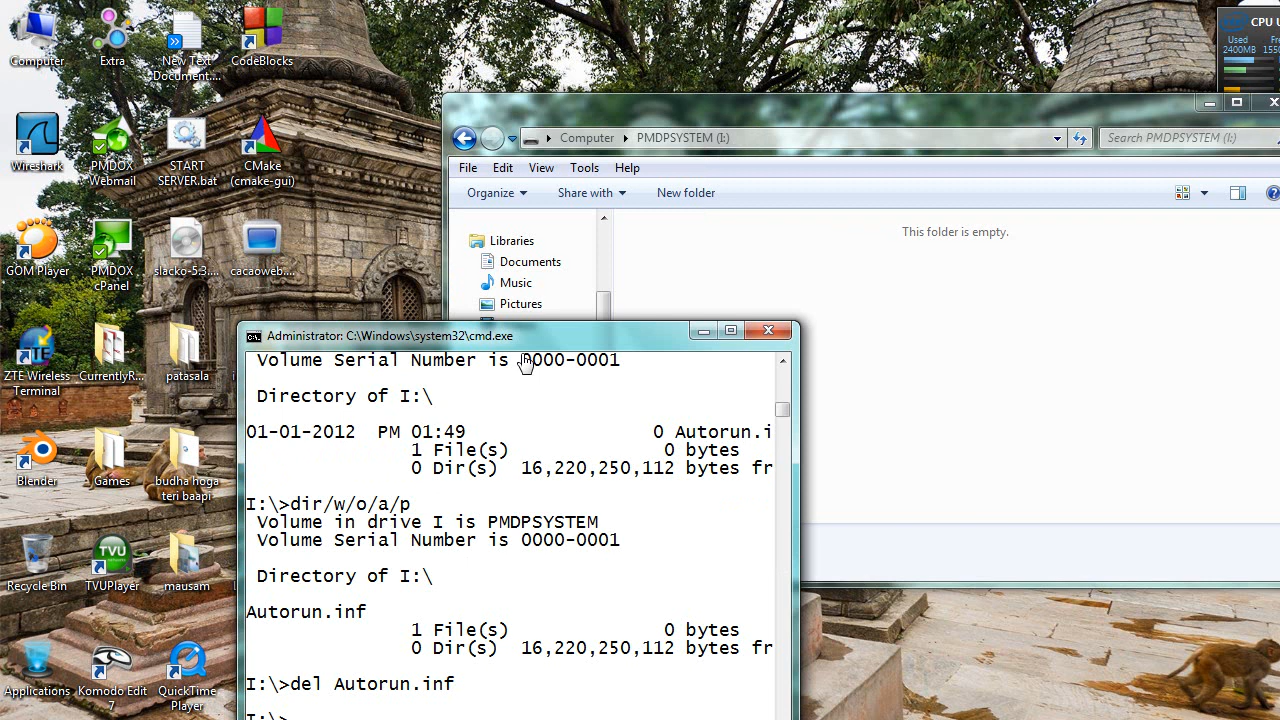 Computer
Extra
New Text Document....
CodeBlocks
CPU
Used
2400MB
Wireshark
PMDOX Webmail
START SERVER.bat
CMake (cmake-gui)
GOM Player
PMDOX cPanel
slacko-5.3....
cacaoweb....
ZTE Wireless Terminal
CurrentlyR...
patasala
Blender
Games
budha hoga teri baapi
Recycle Bin
TVUPlayer
mausam
Applications
Komodo Edit 7
QuickTime Player
Computer PMDPSYSTEM (I:) Search PMDPSYSTEM (I:)
File Edit View Tools Help
Organize Share with New folder
Libraries
Documents
Music
Pictures
This folder is empty.
Administrator: C:\Windows\system32\cmd.exe
Volume Serial Number is 0000-0001
Directory of I:\
01-01-2012 PM 01:49 0 Autorun.i
1 File(s) 0 bytes
0 Dir(s) 16,220,250,112 bytes fr
I:\>dir/w/o/a/p
Volume in drive I is PMDPSYSTEM
Volume Serial Number is 0000-0001
Directory of I:\
Autorun.inf
1 File(s) 0 bytes
0 Dir(s) 16,220,250,112 bytes fr
I:\>del Autorun.inf
I:\>